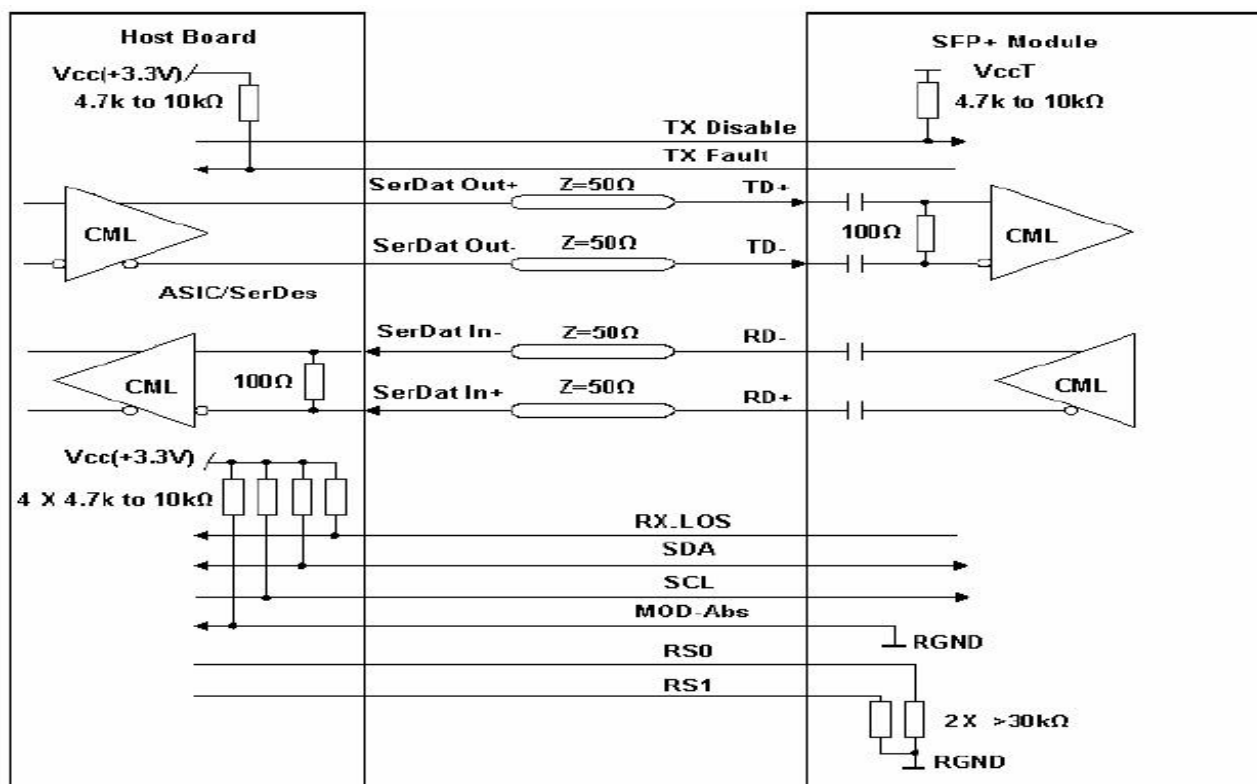 Host Board
SFP+ Module
Vcc(+3.3V)
4.7k to 10kΩ
VccT
4.7k to 10kΩ
TX Disable
TX Fault
SerDat Out+
Z=50Ω
TD+
CML
100Ω
CML
SerDat Out-
Z=50Ω
TD-
ASIC/SerDes
SerDat In-
Z=50Ω
RD-
CML
100Ω
CML
SerDat In+
Z=50Ω
RD+
Vcc(+3.3V)
4 X 4.7k to 10kΩ
RX-LOS
SDA
SCL
MOD-Abs
RGND
RS0
RS1
2X >30kΩ
RGND